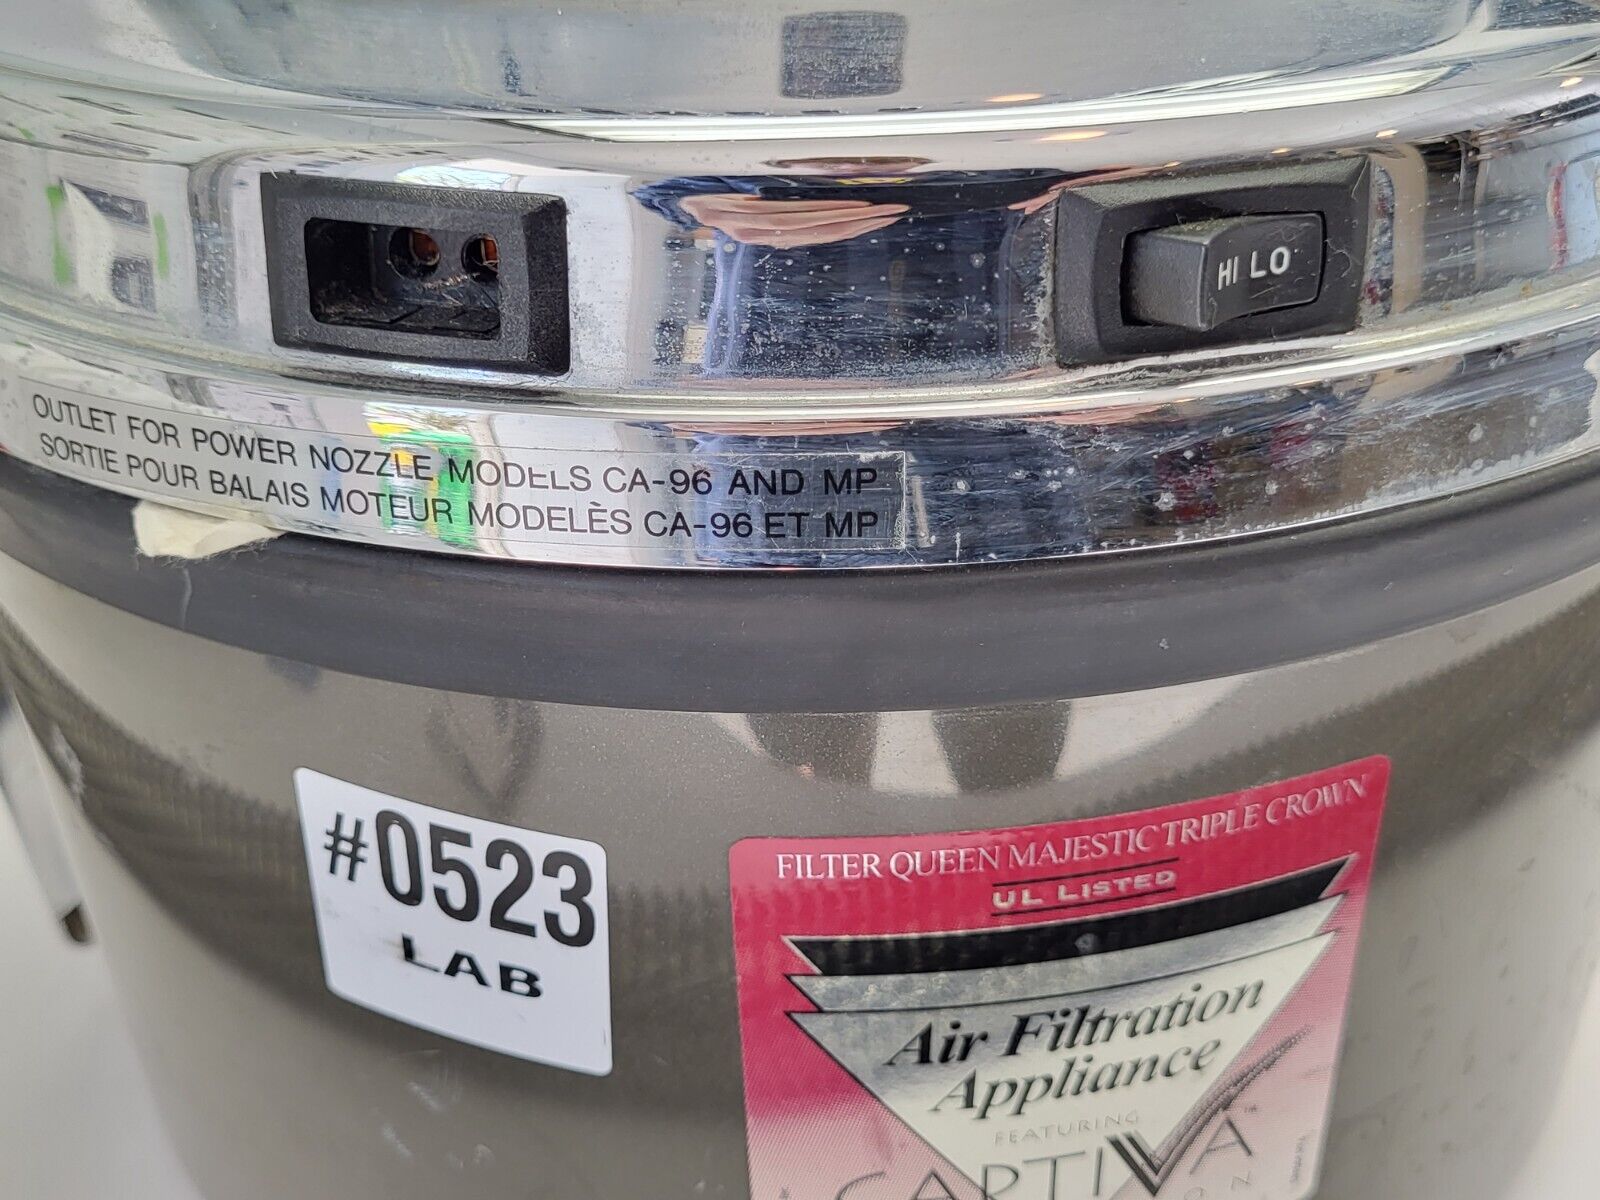 HI LO
OUTLET FOR POWER NOZZLE MODELS CA-96 AND MP
SORTIE POUR BALAIS MOTEUR MODELÈS CA-96 ET MP
#0523
LAB
FILTER QUEEN MAJESTIC TRIPLE CROWN
UL LISTED
Air Filtration
Appliance
FEATURING
CAPTIVA™